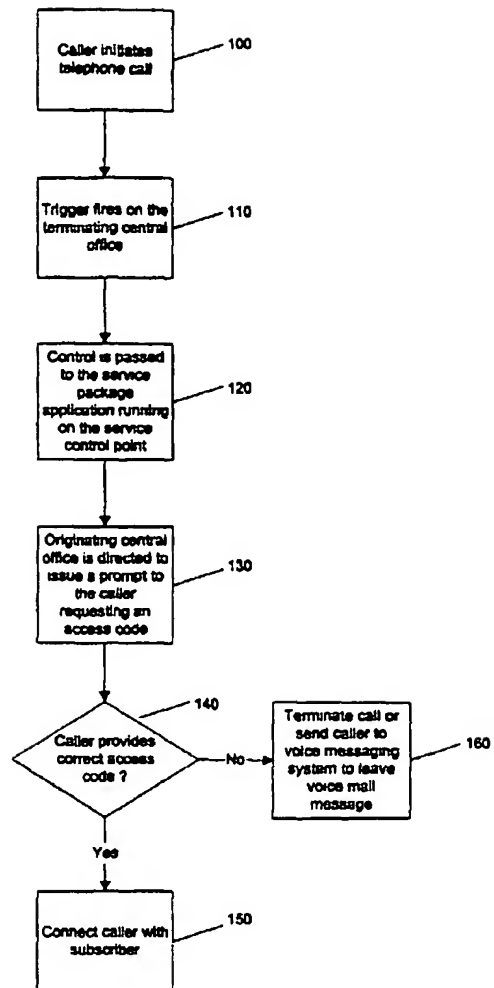 Caller initiates
telephone call
100
Trigger fires on the
terminating central
office
110
Control is passed
to the service
package
application running
on the service
control point
120
Originating central
office is directed to
issue a prompt to
the caller
requesting an
access code
130
140
Caller provides
correct access
code ?
No
Terminate call or
send caller to
voice messaging
system to leave
voice mail
message
160
Yes
Connect caller with
subscriber
150